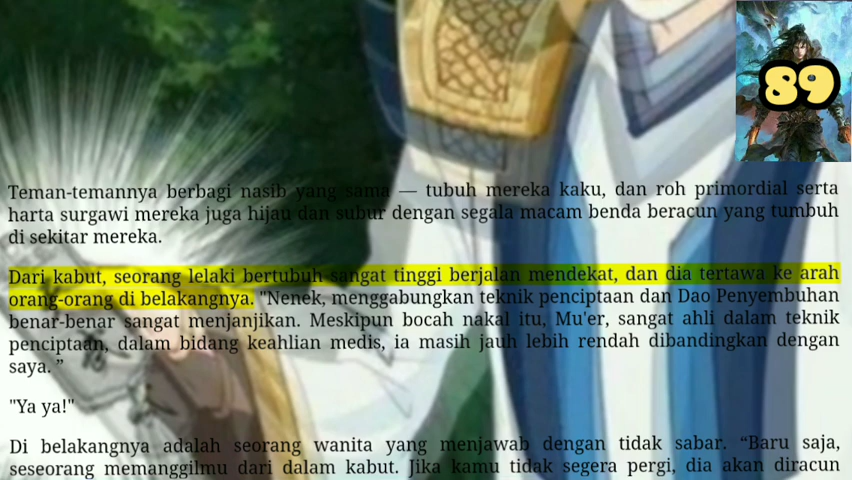 89
Teman-temannya berbagi nasib yang sama — tubuh mereka kaku, dan roh primordial serta
harta surgawi mereka juga hijau dan subur dengan segala macam benda beracun yang tumbuh
di sekitar mereka.
Dari kabut, seorang lelaki bertubuh sangat tinggi berjalan mendekat, dan dia tertawa ke arah
orang-orang di belakangnya. "Nenek, menggabungkan teknik penciptaan dan Dao Penyembuhan
benar-benar sangat menjanjikan. Meskipun bocah nakal itu, Mu'er, sangat ahli dalam teknik
penciptaan, dalam bidang keahlian medis, ia masih jauh lebih rendah dibandingkan dengan
saya. ”
"Ya ya!"
Di belakangnya adalah seorang wanita yang menjawab dengan tidak sabar. “Baru saja,
seseorang memanggilmu dari dalam kabut. Jika kamu tidak segera pergi, dia akan diracun